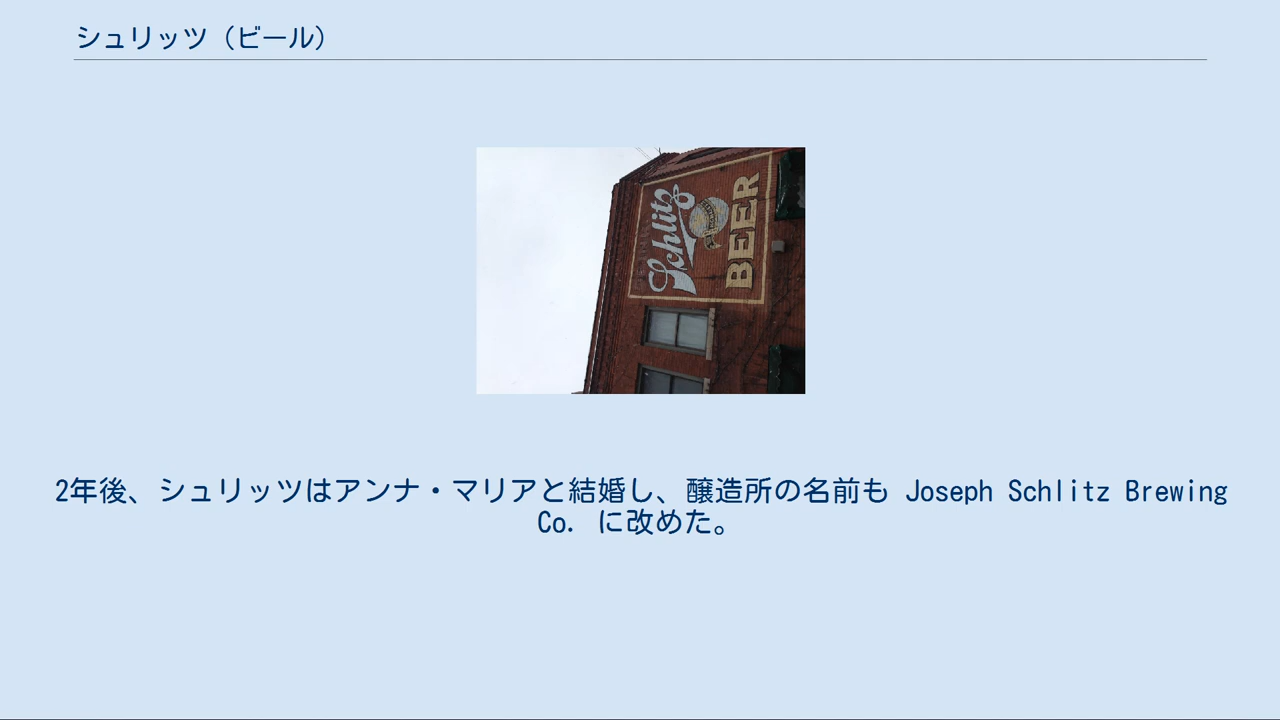 シュリッツ（ビール）
Schlitz
BEER
2年後、シュリッツはアンナ・マリアと結婚し、醸造所の名前も Joseph Schlitz Brewing
Co. に改めた。